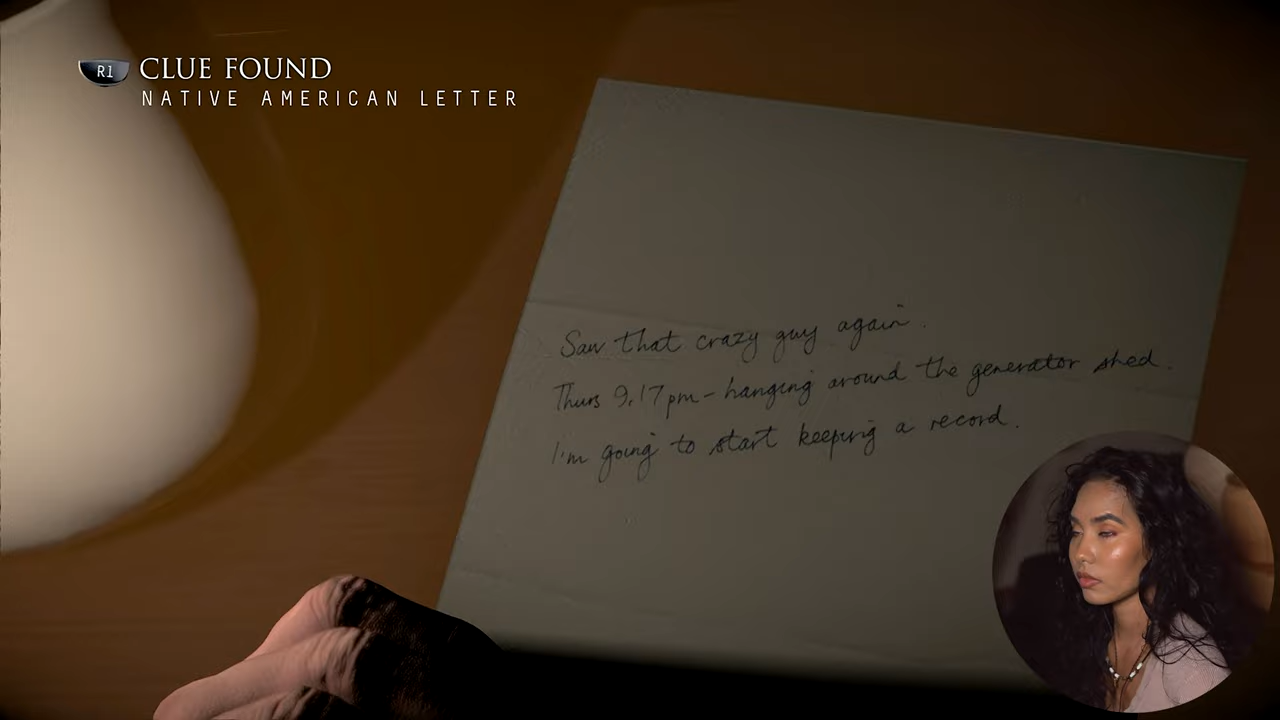 R1 CLUE FOUND
NATIVE AMERICAN LETTER
Saw that crazy guy again.
Thurs 9.17pm - hanging around the generator shed.
I'm going to start keeping a record.